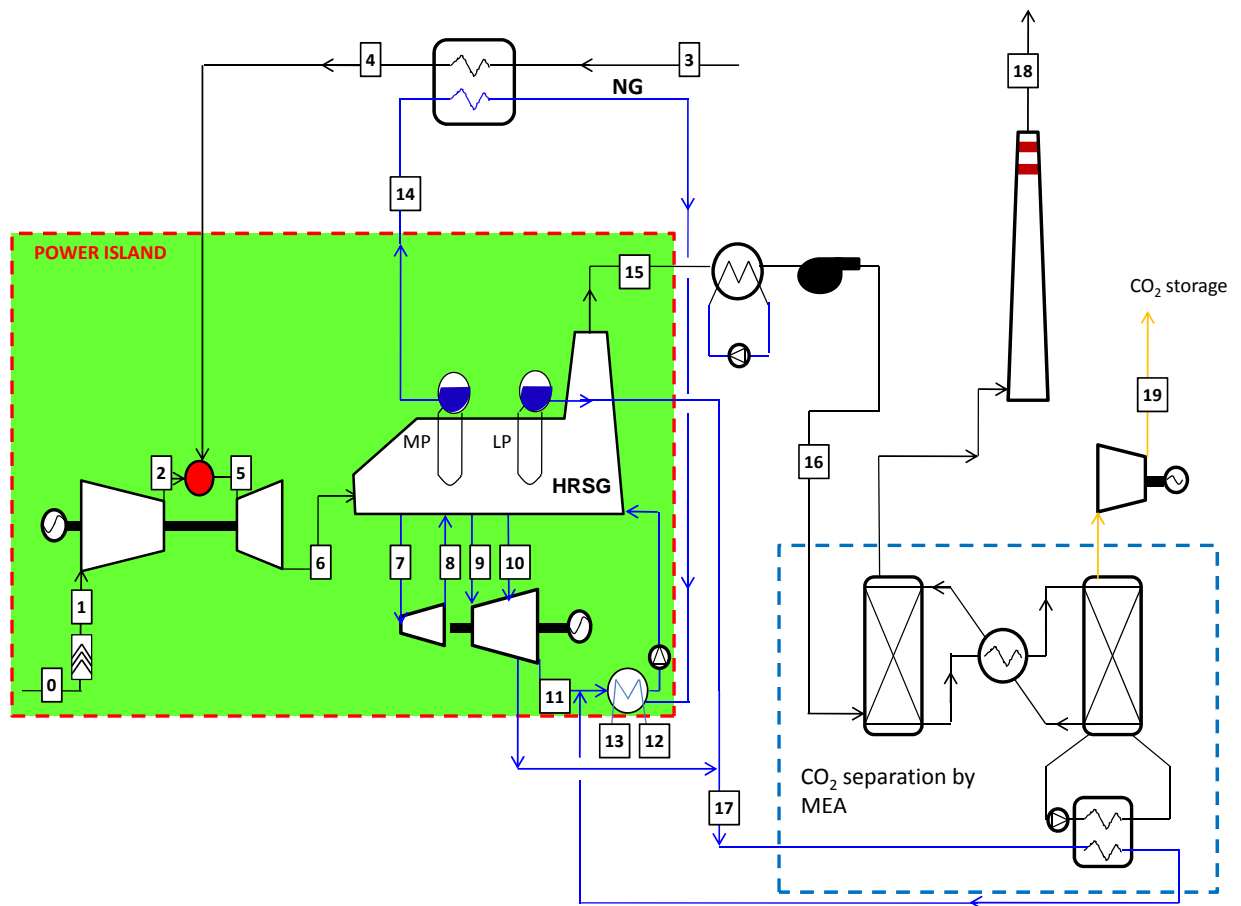 4
3
18
NG
14
POWER ISLAND
15
CO₂ storage
19
MP
LP
2
5
16
HRSG
6
7
8
9
10
1
0
11
13
12
CO₂ separation by
MEA
17